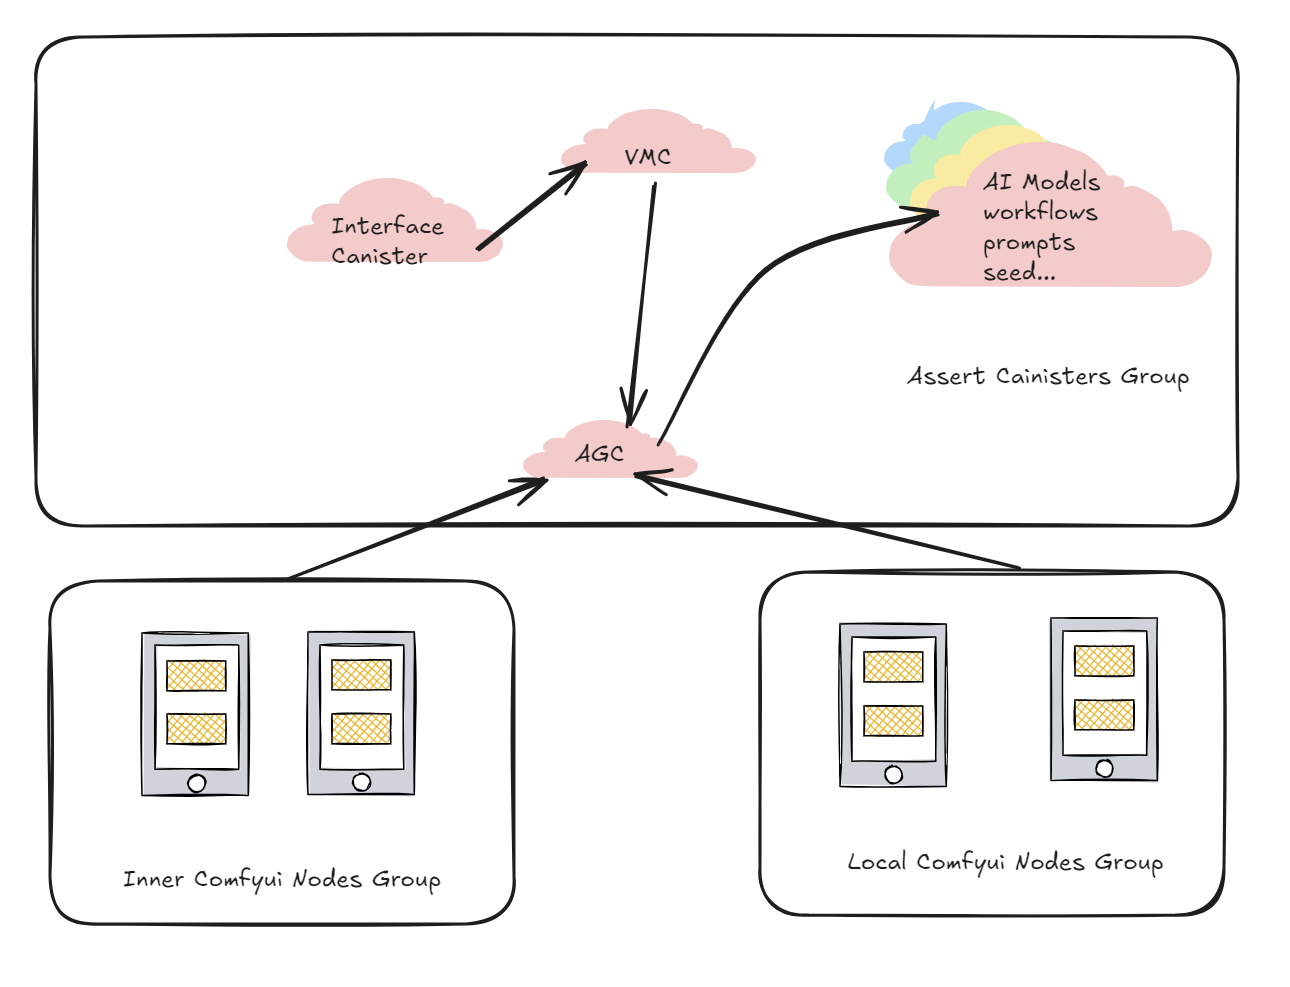 VMC
Interface
Canister
AI Models
workflows
prompts
seed...
Assert Cainisters Group
AGC
Inner Comfyui Nodes Group
Local Comfyui Nodes Group